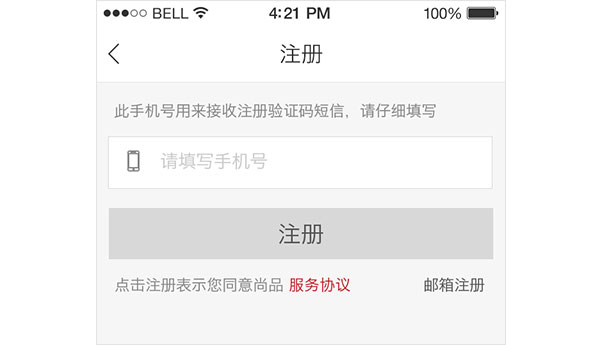 BELL 4:21 PM 100%
注册
此手机号用来接收注册验证码短信，请仔细填写
请填写手机号
注册
点击注册表示您同意尚品 服务协议 邮箱注册